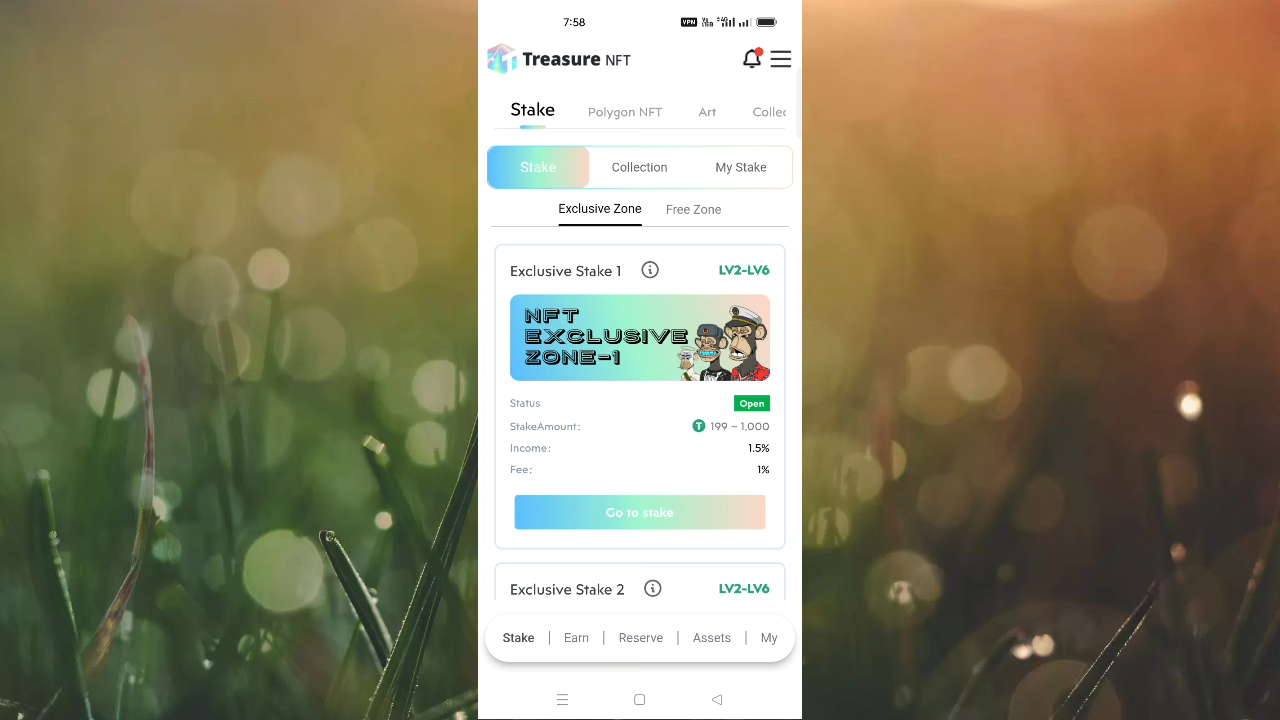 7:58
VPN
Treasure NFT
Stake Polygon NFT Art Collec
Stake Collection My Stake
Exclusive Zone Free Zone
Exclusive Stake 1 LV2-LV6
NFT
EXCLUSIVE
ZONE-1
Status Open
StakeAmount: 199 ~ 1,000
Income: 1.5%
Fee: 1%
Go to stake
Exclusive Stake 2 LV2-LV6
Stake | Earn | Reserve | Assets | My